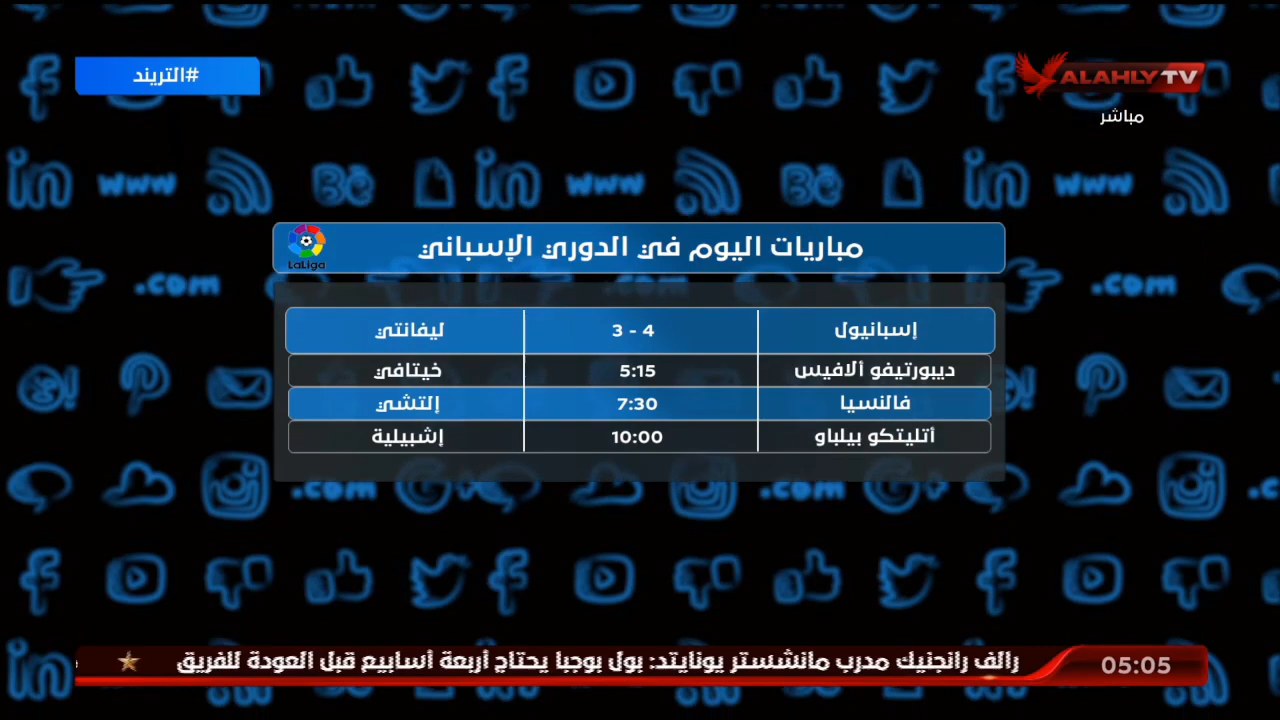 #التريند
ALAHLY TV
مباشر
مباريات اليوم في الدوري الإسباني
LaLiga
إسبانيول 4 - 3 ليفانتي
ديبورتيفو ألافيس 5:15 خيتافي
فالنسيا 7:30 إلتشي
أتليتكو بيلباو 10:00 إشبيلية
05:05 رالف رانجنيك مدرب مانشستر يونايتد: بول بوجبا يحتاج أربعة أسابيع قبل العودة للفريق